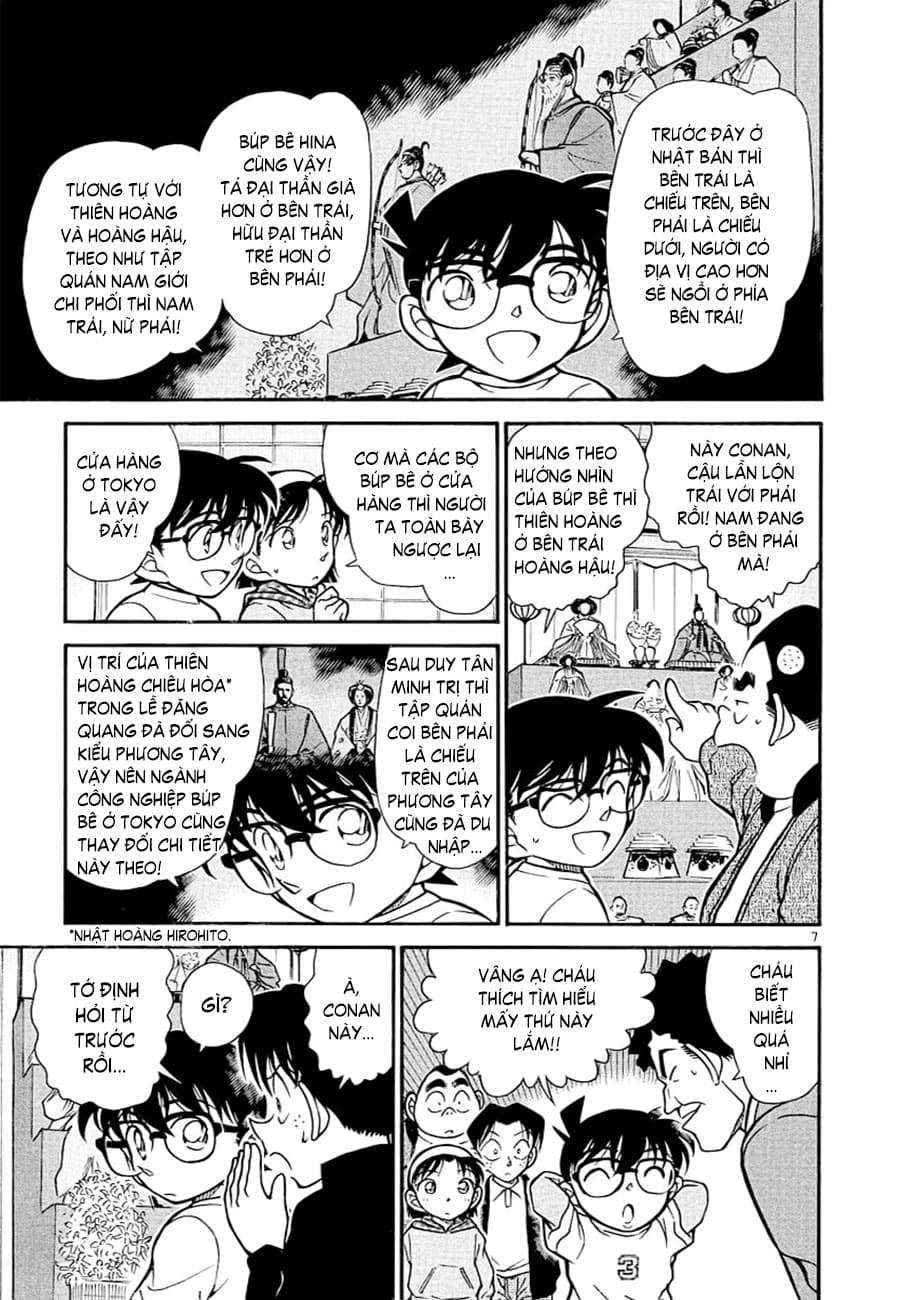 TRƯỚC ĐÂY Ở
NHẬT BẢN THÌ
BÊN TRÁI LÀ
CHIẾU TRÊN, BÊN
PHẢI LÀ CHIẾU
DƯỚI, NGƯỜI CÓ
ĐỊA VỊ CAO HƠN
SẼ NGỒI Ở PHÍA
BÊN TRÁI!
BÚP BÊ HINA
CŨNG VẬY!
TẢ ĐẠI THẦN GIÀ
HƠN Ở BÊN TRÁI,
HỮU ĐẠI THẦN
TRẺ HƠN Ở
BÊN PHẢI!
TƯƠNG TỰ VỚI
THIÊN HOÀNG
VÀ HOÀNG HẬU,
THEO NHƯ TẬP
QUÁN NAM GIỚI
CHI PHỐI THÌ NAM
TRÁI, NỮ PHẢI!
NÀY CONAN,
CẬU LẦN LỘN
TRÁI VỚI PHẢI
RỒI! NAM ĐANG
Ở BÊN PHẢI
MÀ!
NHƯNG THEO
HƯỚNG NHÌN
CỦA BÚP BÊ THÌ
THIÊN HOÀNG
Ở BÊN TRÁI
HOÀNG HẬU!
CƠ MÀ CÁC BỘ
BÚP BÊ Ở CỬA
HÀNG THÌ NGƯỜI
TA TOÀN BÀY
NGƯỢC LẠI
...
CỬA HÀNG
Ở TOKYO
LÀ VẬY
ĐẤY!
SAU DUY TÂN
MINH TRỊ THÌ
TẬP QUÁN
COI BÊN PHẢI
LÀ CHIẾU
TRÊN CỦA
PHƯƠNG TÂY
CŨNG ĐÃ DU
NHẬP...
VỊ TRÍ CỦA THIÊN
HOÀNG CHIÊU HÒA*
TRONG LỄ ĐĂNG
QUANG ĐÃ ĐỔI SANG
KIỂU PHƯƠNG TÂY,
VẬY NÊN NGÀNH
CÔNG NGHIỆP BÚP
BÊ Ở TOKYO CŨNG
THAY ĐỔI CHI TIẾT
NÀY THEO!
*NHẬT HOÀNG HIROHITO.
7
CHÁU
BIẾT
NHIỀU
QUÁ
NHỈ
...
VÂNG Ạ! CHÁU
THÍCH TÌM HIỂU
MẤY THỨ NÀY
LẮM!!
3
À,
CONAN
NÀY...
GÌ?
TỚ ĐỊNH
HỎI TỪ
TRƯỚC
RỒI...